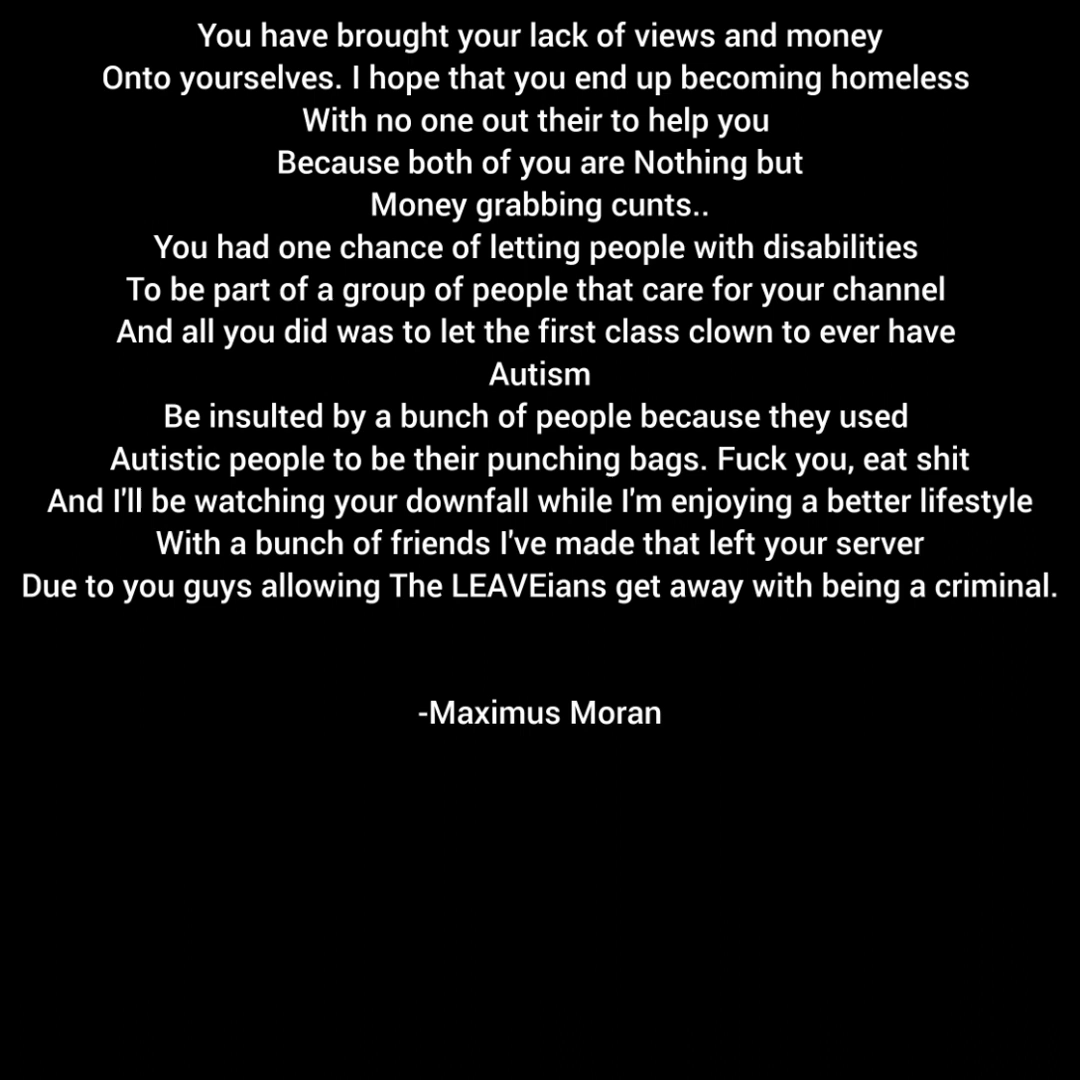 You have brought your lack of views and money
Onto yourselves. I hope that you end up becoming homeless
With no one out their to help you
Because both of you are Nothing but
Money grabbing cunts..
You had one chance of letting people with disabilities
To be part of a group of people that care for your channel
And all you did was to let the first class clown to ever have
Autism
Be insulted by a bunch of people because they used
Autistic people to be their punching bags. Fuck you, eat shit
And I'll be watching your downfall while I'm enjoying a better lifestyle
With a bunch of friends I've made that left your server
Due to you guys allowing The LEAVEians get away with being a criminal.
-Maximus Moran